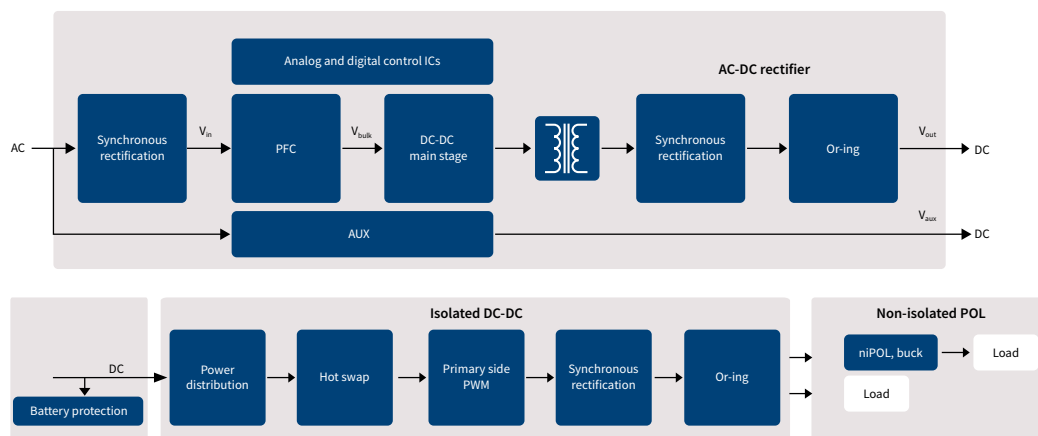 Analog and digital control ICs
AC-DC rectifier
AC
Synchronous
rectification
Vin
PFC
Vbulk
DC-DC
main stage
Synchronous
rectification
Or-ing
Vout
DC
AUX
Vaux
DC
Isolated DC-DC
Non-isolated POL
DC
Battery protection
Power
distribution
Hot swap
Primary side
PWM
Synchronous
rectification
Or-ing
niPOL, buck
Load
Load